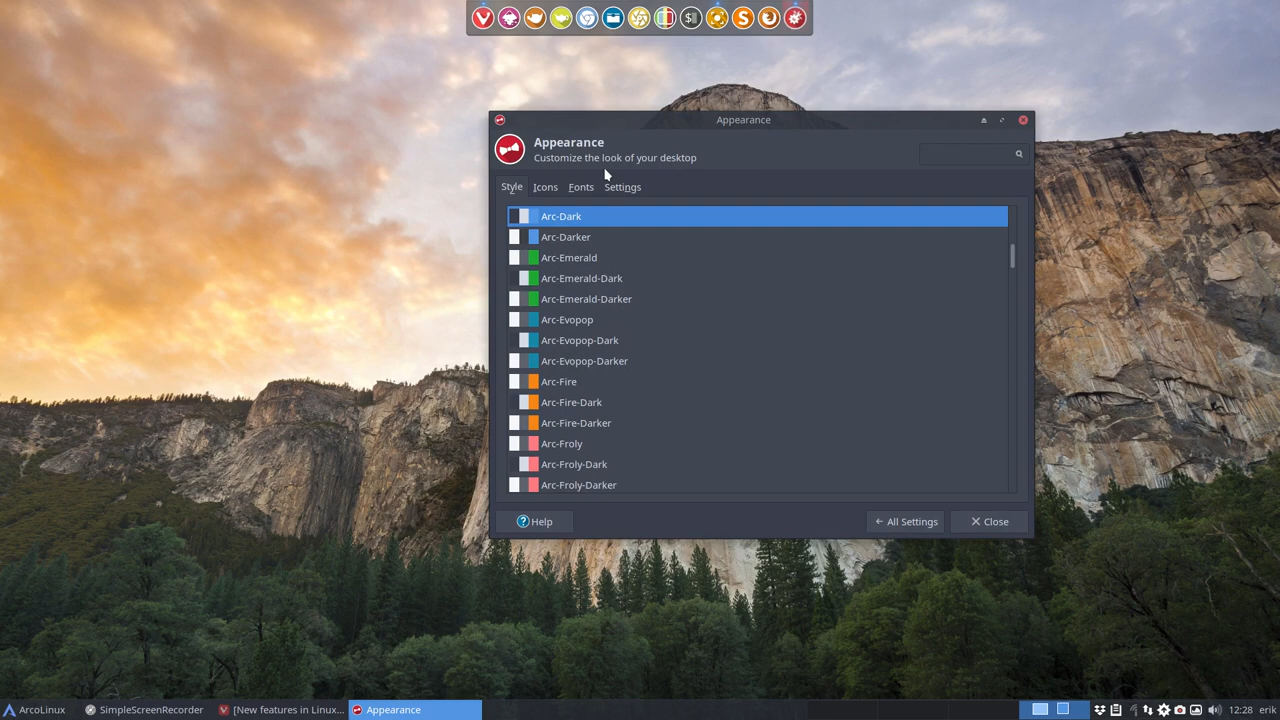 Appearance
Appearance
Customize the look of your desktop
Style Icons Fonts Settings
Arc-Dark
Arc-Darker
Arc-Emerald
Arc-Emerald-Dark
Arc-Emerald-Darker
Arc-Evopop
Arc-Evopop-Dark
Arc-Evopop-Darker
Arc-Fire
Arc-Fire-Dark
Arc-Fire-Darker
Arc-Froly
Arc-Froly-Dark
Arc-Froly-Darker
Help All Settings Close
ArcoLinux SimpleScreenRecorder [New features in Linux... Appearance 12:28 erik